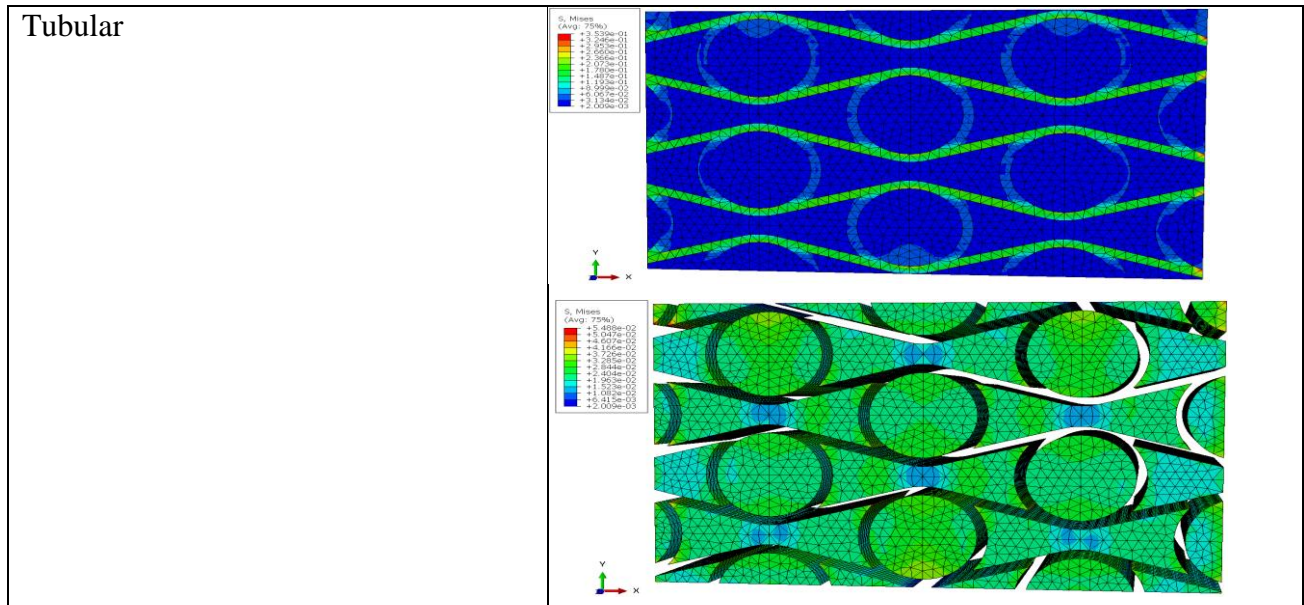 Tubular
S, Mises
(Avg: 75%)
+3.539e-01
+3.246e-01
+2.953e-01
+2.660e-01
+2.366e-01
+2.073e-01
+1.780e-01
+1.487e-01
+1.193e-01
+8.999e-02
+6.067e-02
+3.134e-02
+2.009e-03
Y
X
S, Mises
(Avg: 75%)
+5.488e-02
+5.047e-02
+4.607e-02
+4.166e-02
+3.726e-02
+3.285e-02
+2.844e-02
+2.404e-02
+1.963e-02
+1.523e-02
+1.082e-02
+6.415e-03
+2.009e-03
Y
X